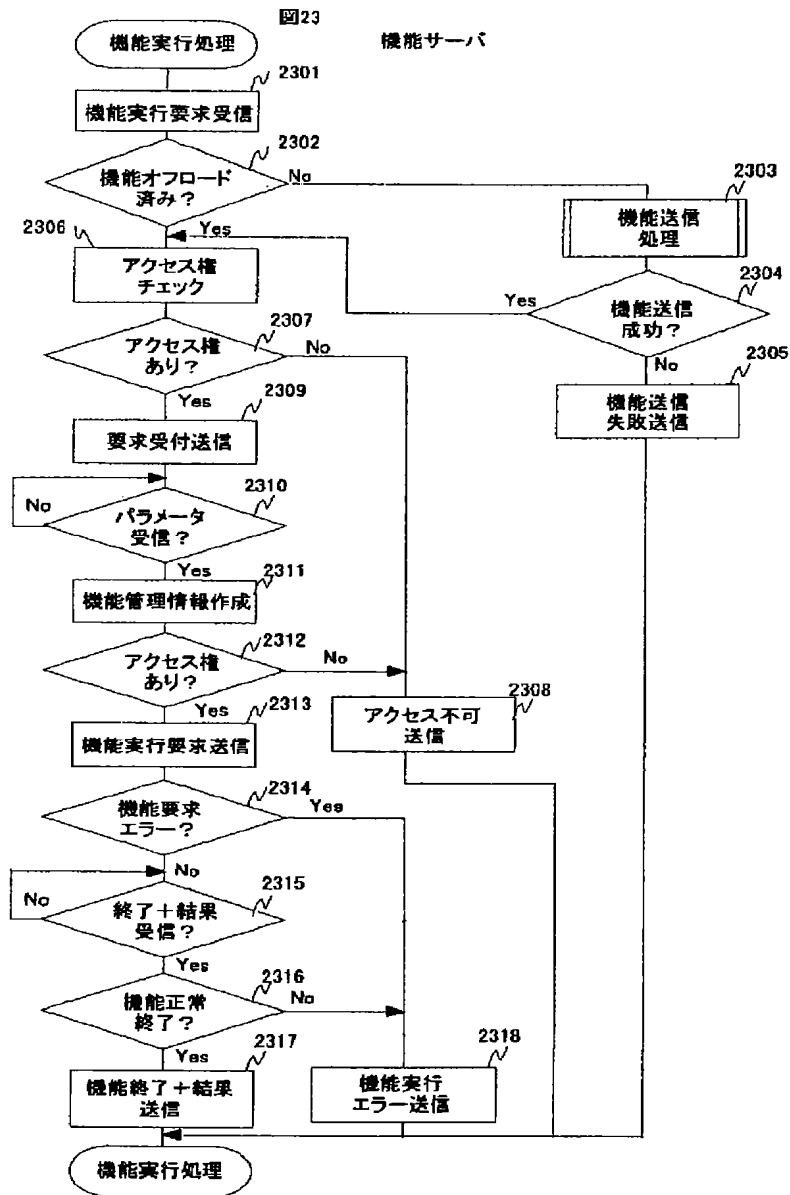 図23
機能サーバ
機能実行処理
2301
機能実行要求受信
2302
機能オフロード
済み？
No
Yes
2303
機能送信
処理
2304
機能送信
成功？
Yes
No
2305
機能送信
失敗送信
2306
アクセス権
チェック
2307
アクセス権
あり？
No
Yes
2309
要求受付送信
2310
パラメータ
受信？
No
Yes
2311
機能管理情報作成
2312
アクセス権
あり？
No
Yes
2308
アクセス不可
送信
2313
機能実行要求送信
2314
機能要求
エラー？
Yes
No
2315
終了＋結果
受信？
No
Yes
2316
機能正常
終了？
No
Yes
2317
機能終了＋結果
送信
2318
機能実行
エラー送信
機能実行処理